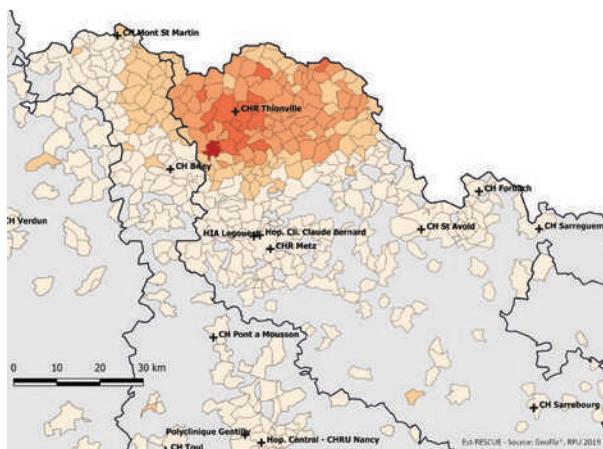 CH Mont St Martin
CHR Thionville
CH Briey
CH Forbach
CH Verdun
HIA Legouest
Hop. Cli. Claude Bernard
CH St Avold
CH Sarreguem
CHR Metz
CH Pont a Mousson
0 10 20 30 km
CH Sarrebourg
Polyclinique Gentilly
Hop. Central - CHRU Nancy
CH Toul
Est-RESCUE - Source: GeoFla®, RPU 2019